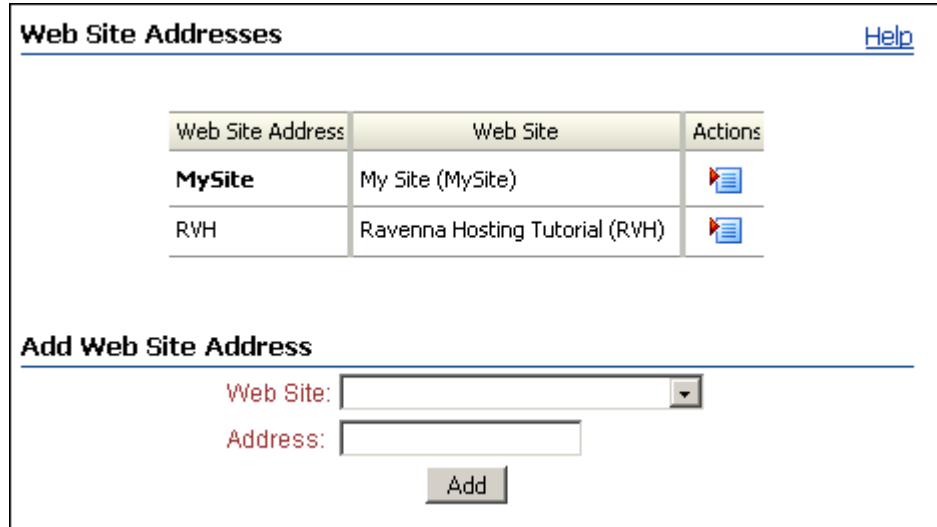 Web Site Addresses Help
Web Site Address Web Site Actions
MySite My Site (MySite)
RVH Ravenna Hosting Tutorial (RVH)
Add Web Site Address
Web Site:
Address:
Add